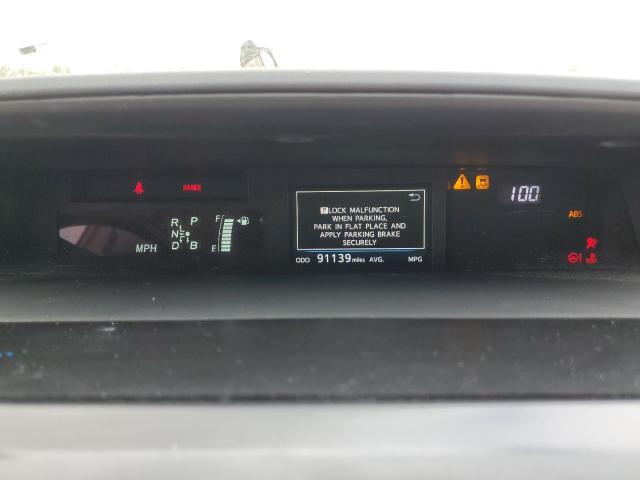 BRAKE
100
ABS
R P
N
D B
F
E
MPH
P LOCK MALFUNCTION
WHEN PARKING,
PARK IN FLAT PLACE AND
APPLY PARKING BRAKE
SECURELY
ODO 91139 miles AVG. MPG